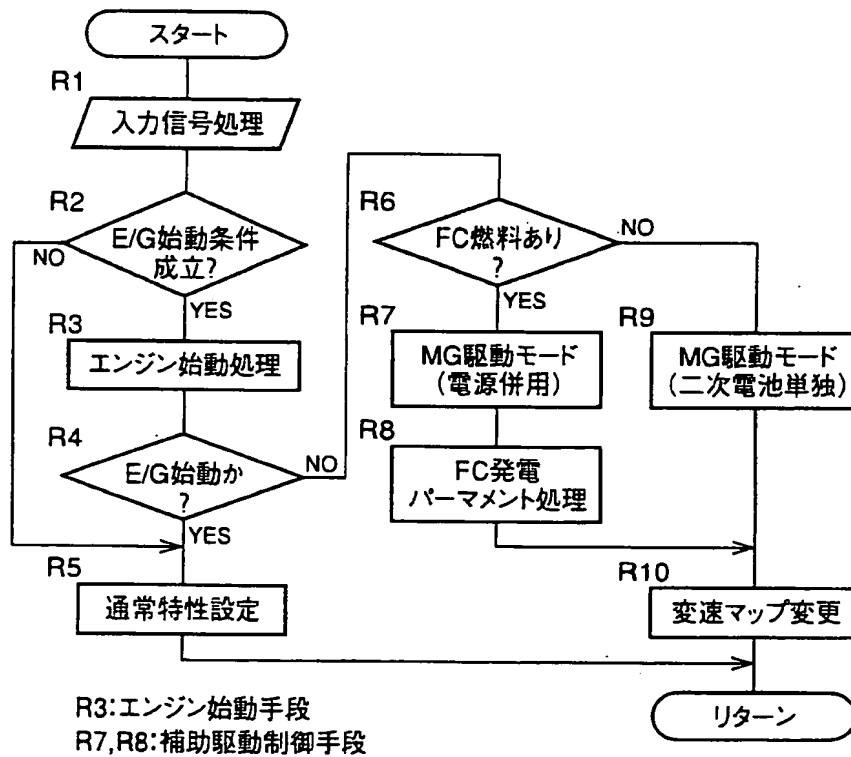 スタート
R1
入力信号処理
R2
E/G始動条件
成立?
NO
YES
R3
エンジン始動処理
R4
E/G始動か
?
NO
YES
R5
通常特性設定
R6
FC燃料あり
?
NO
YES
R7
MG駆動モード
(電源併用)
R8
FC発電
パーマメント処理
R9
MG駆動モード
(二次電池単独)
R10
変速マップ変更
リターン
R3:エンジン始動手段
R7,R8:補助駆動制御手段